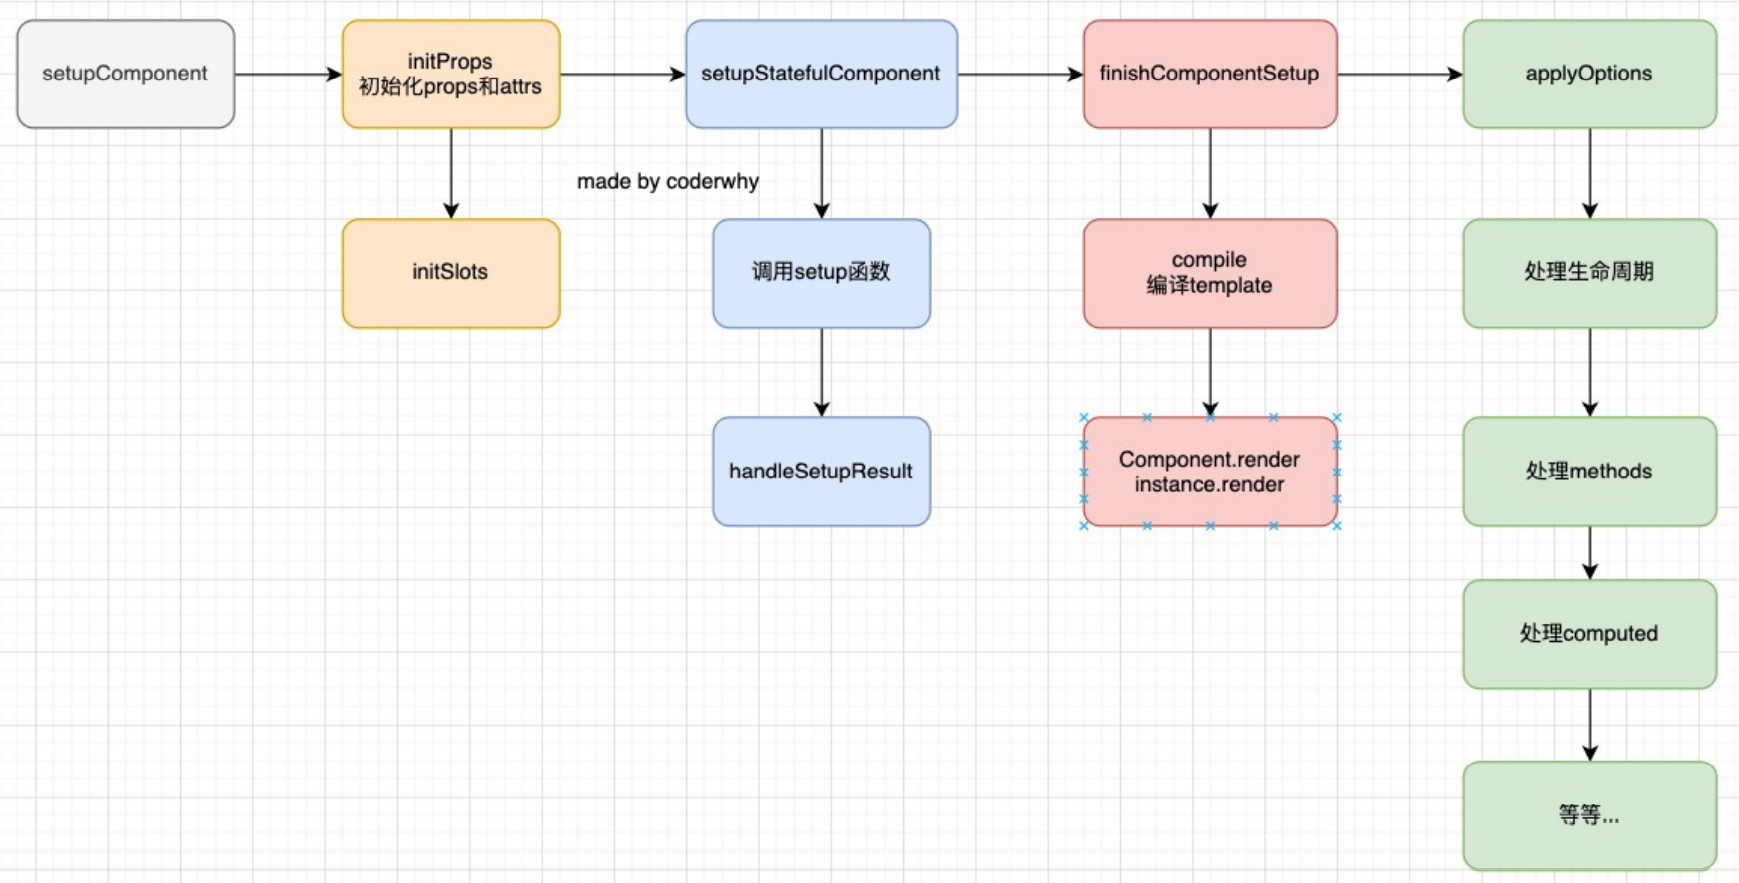 setupComponent
initProps
初始化props和attrs
setupStatefulComponent
finishComponentSetup
applyOptions
made by coderwhy
initSlots
调用setup函数
compile
编译template
处理生命周期
handleSetupResult
Component.render
instance.render
处理methods
处理computed
等等...